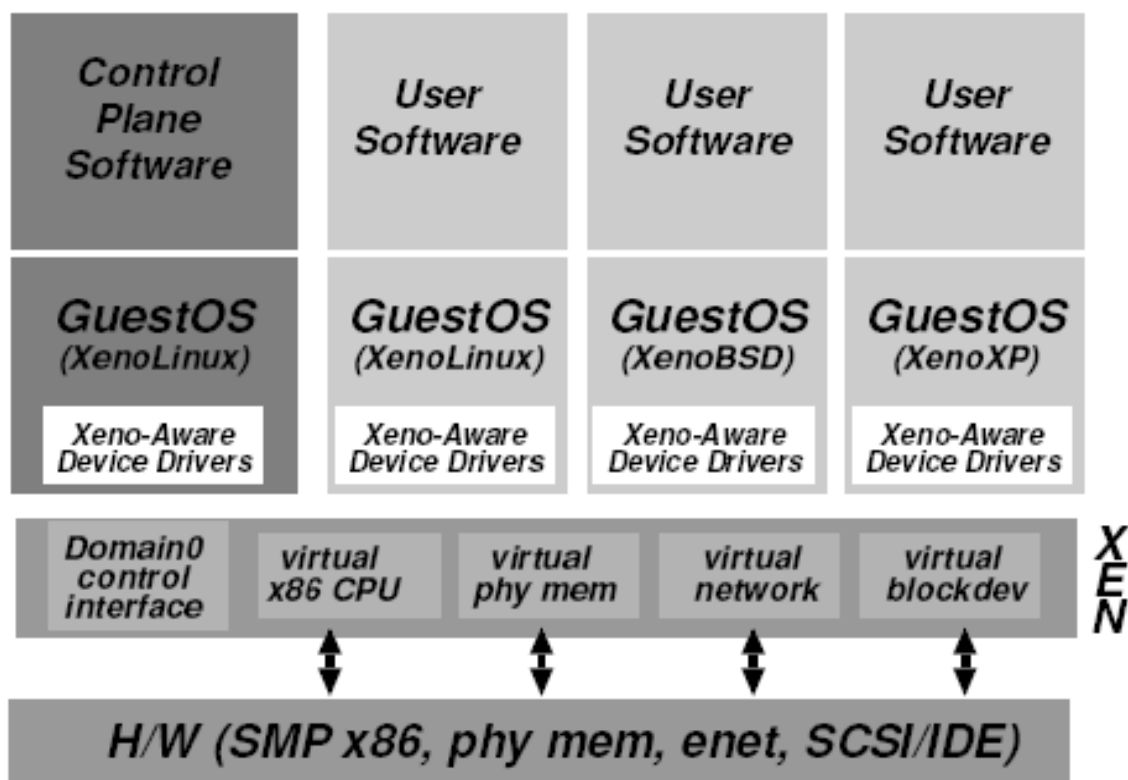 Control
Plane
Software
User
Software
User
Software
User
Software
GuestOS
(XenoLinux)
Xeno-Aware
Device Drivers
GuestOS
(XenoLinux)
Xeno-Aware
Device Drivers
GuestOS
(XenoBSD)
Xeno-Aware
Device Drivers
GuestOS
(XenoXP)
Xeno-Aware
Device Drivers
Domain0
control
interface
virtual
x86 CPU
virtual
phy mem
virtual
network
virtual
blockdev
X
E
N
H/W (SMP x86, phy mem, enet, SCSI/IDE)